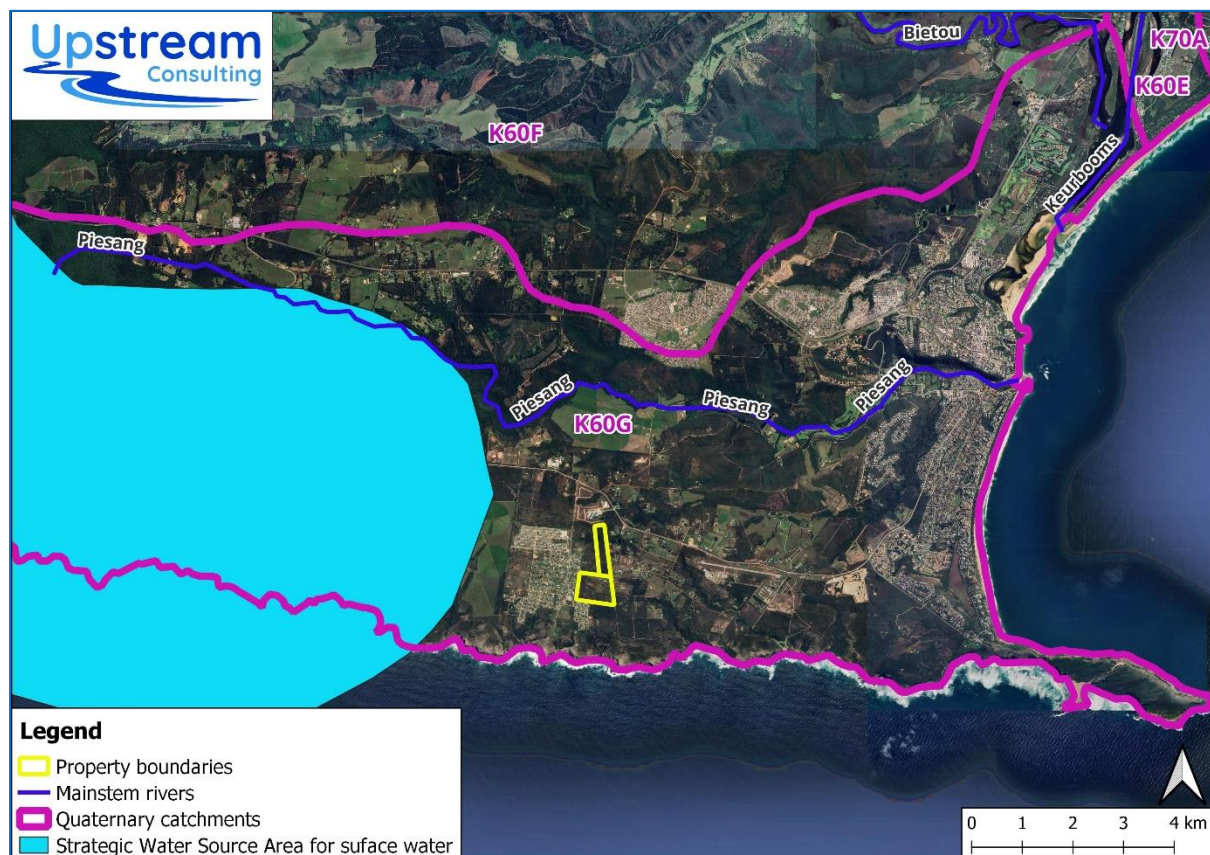 Upstream
Consulting
Bietou
K70A
K60E
K60F
Keurbooms
Piesang
Piesang
Piesang
Piesang
K60G
Legend
Property boundaries
Mainstem rivers
Quaternary catchments
Strategic Water Source Area for suface water
0 1 2 3 4 km